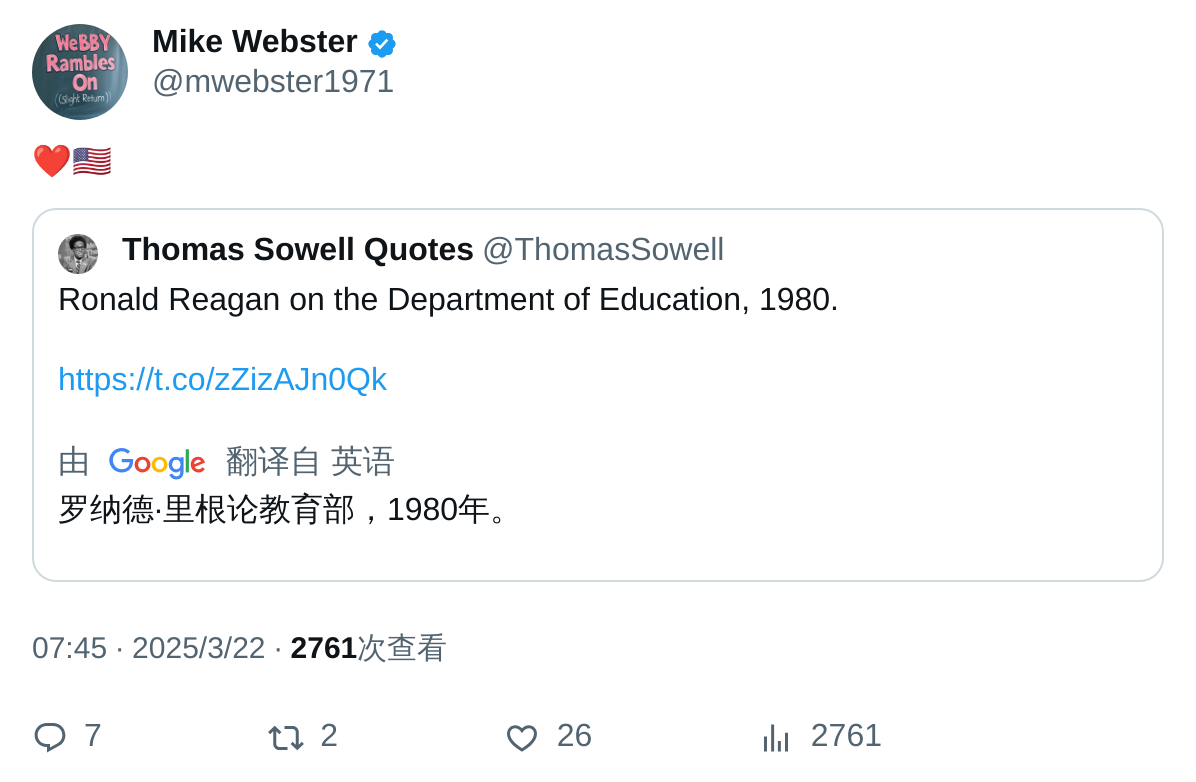 WeBBY
Rambles
On
((Slight Return))
Mike Webster
@mwebster1971
❤️🇺🇸
Thomas Sowell Quotes @ThomasSowell
Ronald Reagan on the Department of Education, 1980.
https://t.co/zZizAJn0Qk
由 Google 翻译自 英语
罗纳德·里根论教育部，1980年。
07:45 · 2025/3/22 · 2761次查看
7 2 26 2761